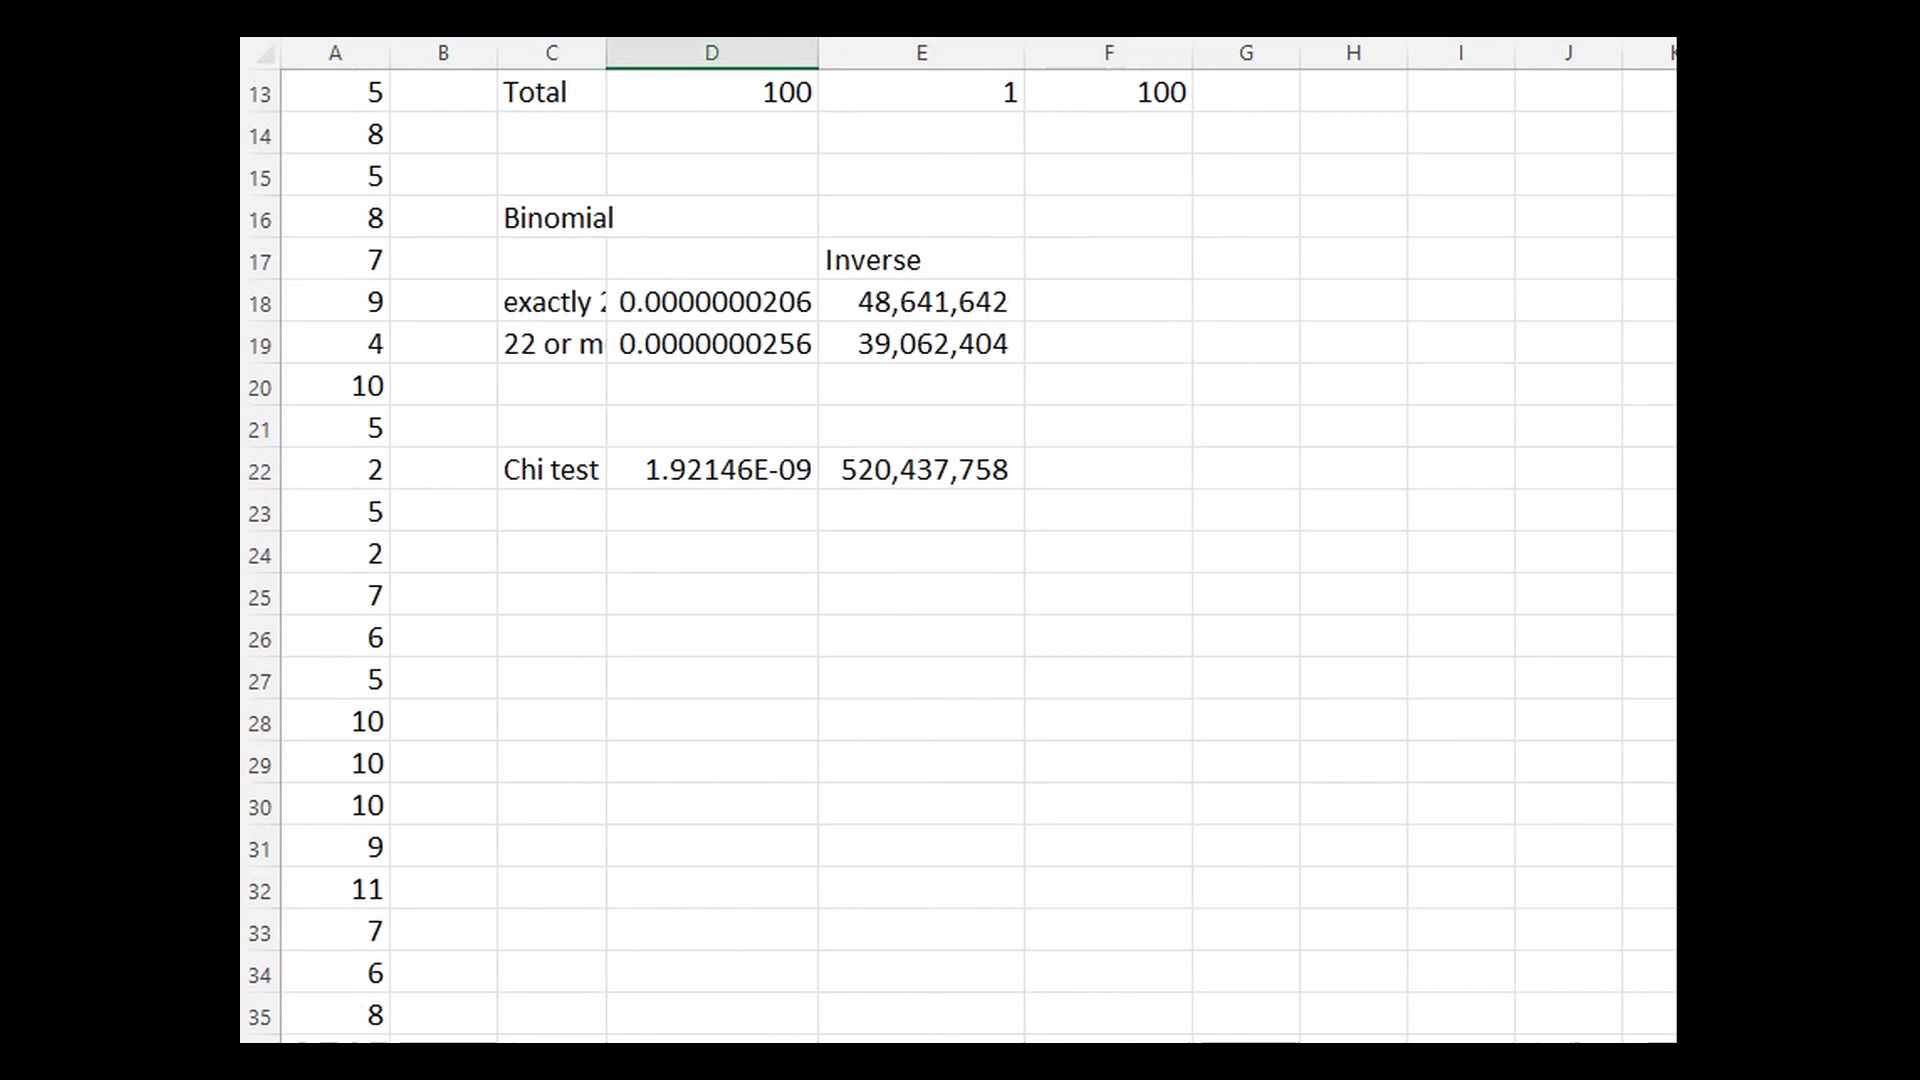 A B C D E F G H I J
13 5 Total 100 1 100
14 8
15 5
16 8 Binomial
17 7 Inverse
18 9 exactly 0.0000000206 48,641,642
19 4 22 or 0.0000000256 39,062,404
20 10
21 5
22 2 Chi test 1.92146E-09 520,437,758
23 5
24 2
25 7
26 6
27 5
28 10
29 10
30 10
31 9
32 11
33 7
34 6
35 8